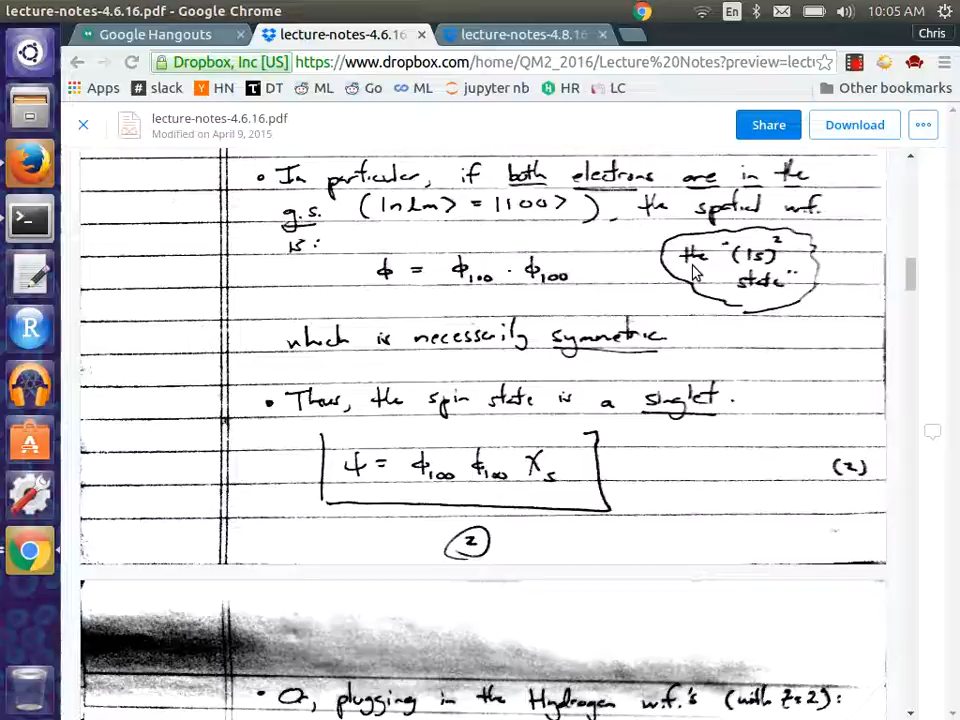 lecture-notes-4.6.16.pdf - Google Chrome
En
10:05 AM
Google Hangouts
lecture-notes-4.6.16
lecture-notes-4.8.16
Chris
Dropbox, Inc [US]
https://www.dropbox.com/home/QM2_2016/Lecture%20Notes?preview=lect
Apps
slack
HN
DT
ML
Go
ML
jupyter nb
HR
LC
Other bookmarks
lecture-notes-4.6.16.pdf
Modified on April 9, 2015
Share
Download
• In particular, if both electrons are in the
g.s. (|nlm> = |100>), the spatial w.f.
is:
the "(1s)²
state"
ϕ = ϕ₁₀₀ · ϕ₁₀₀
which is necessarily symmetric
• Thus, the spin state is a singlet.
ψ = ϕ₁₀₀ ϕ₁₀₀ χₛ
(2)
2
• Or, plugging in the Hydrogen w.f.'s (with Z=2):